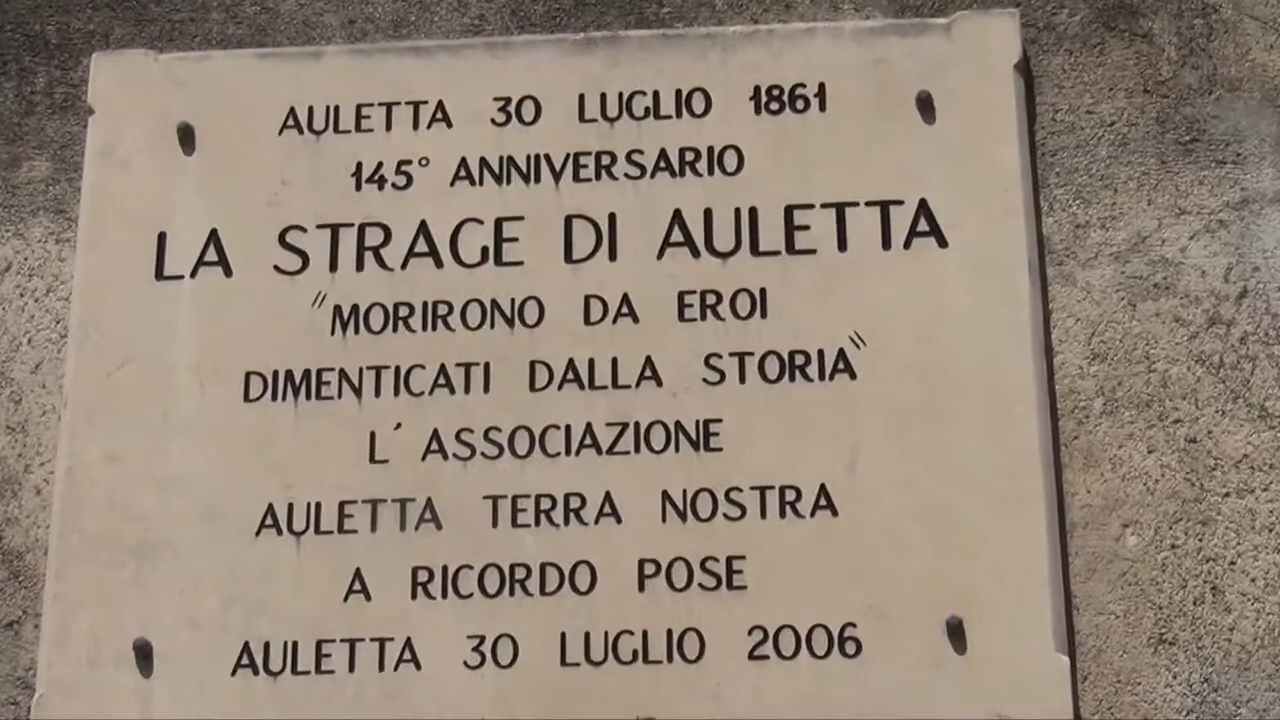 AULETTA 30 LUGLIO 1861
145° ANNIVERSARIO
LA STRAGE DI AULETTA
"MORIRONO DA EROI
DIMENTICATI DALLA STORIA"
L' ASSOCIAZIONE
AULETTA TERRA NOSTRA
A RICORDO POSE
AULETTA 30 LUGLIO 2006